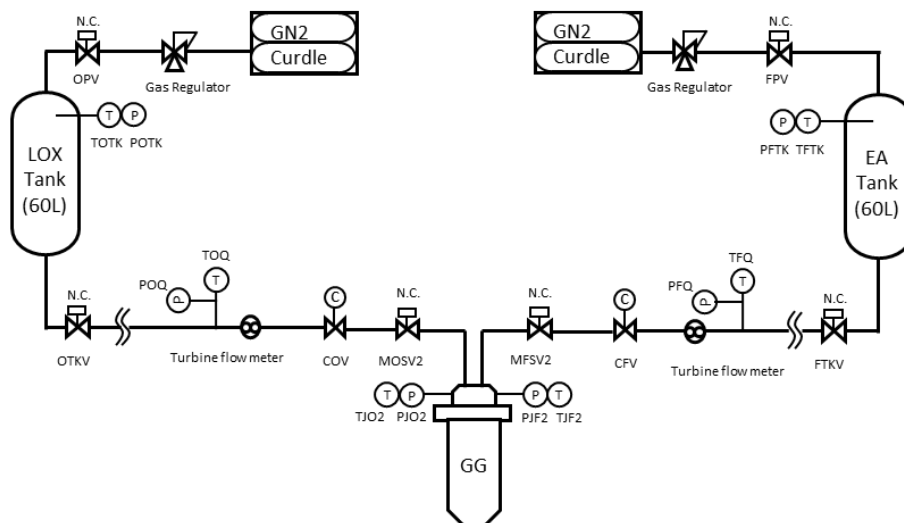 N.C.
GN2
Curdle
OPV
Gas Regulator
GN2
Curdle
N.C.
Gas Regulator
FPV
LOX
Tank
(60L)
T P
TOTK POTK
P T
PFTK TFTK
EA
Tank
(60L)
N.C.
OTKV
POQ
P
TOQ
T
Turbine flow meter
C
COV
N.C.
MOSV2
N.C.
MFSV2
C
CFV
PFQ
P
TFQ
T
Turbine flow meter
N.C.
FTKV
T P
TJO2 PJO2
P T
PJF2 TJF2
GG